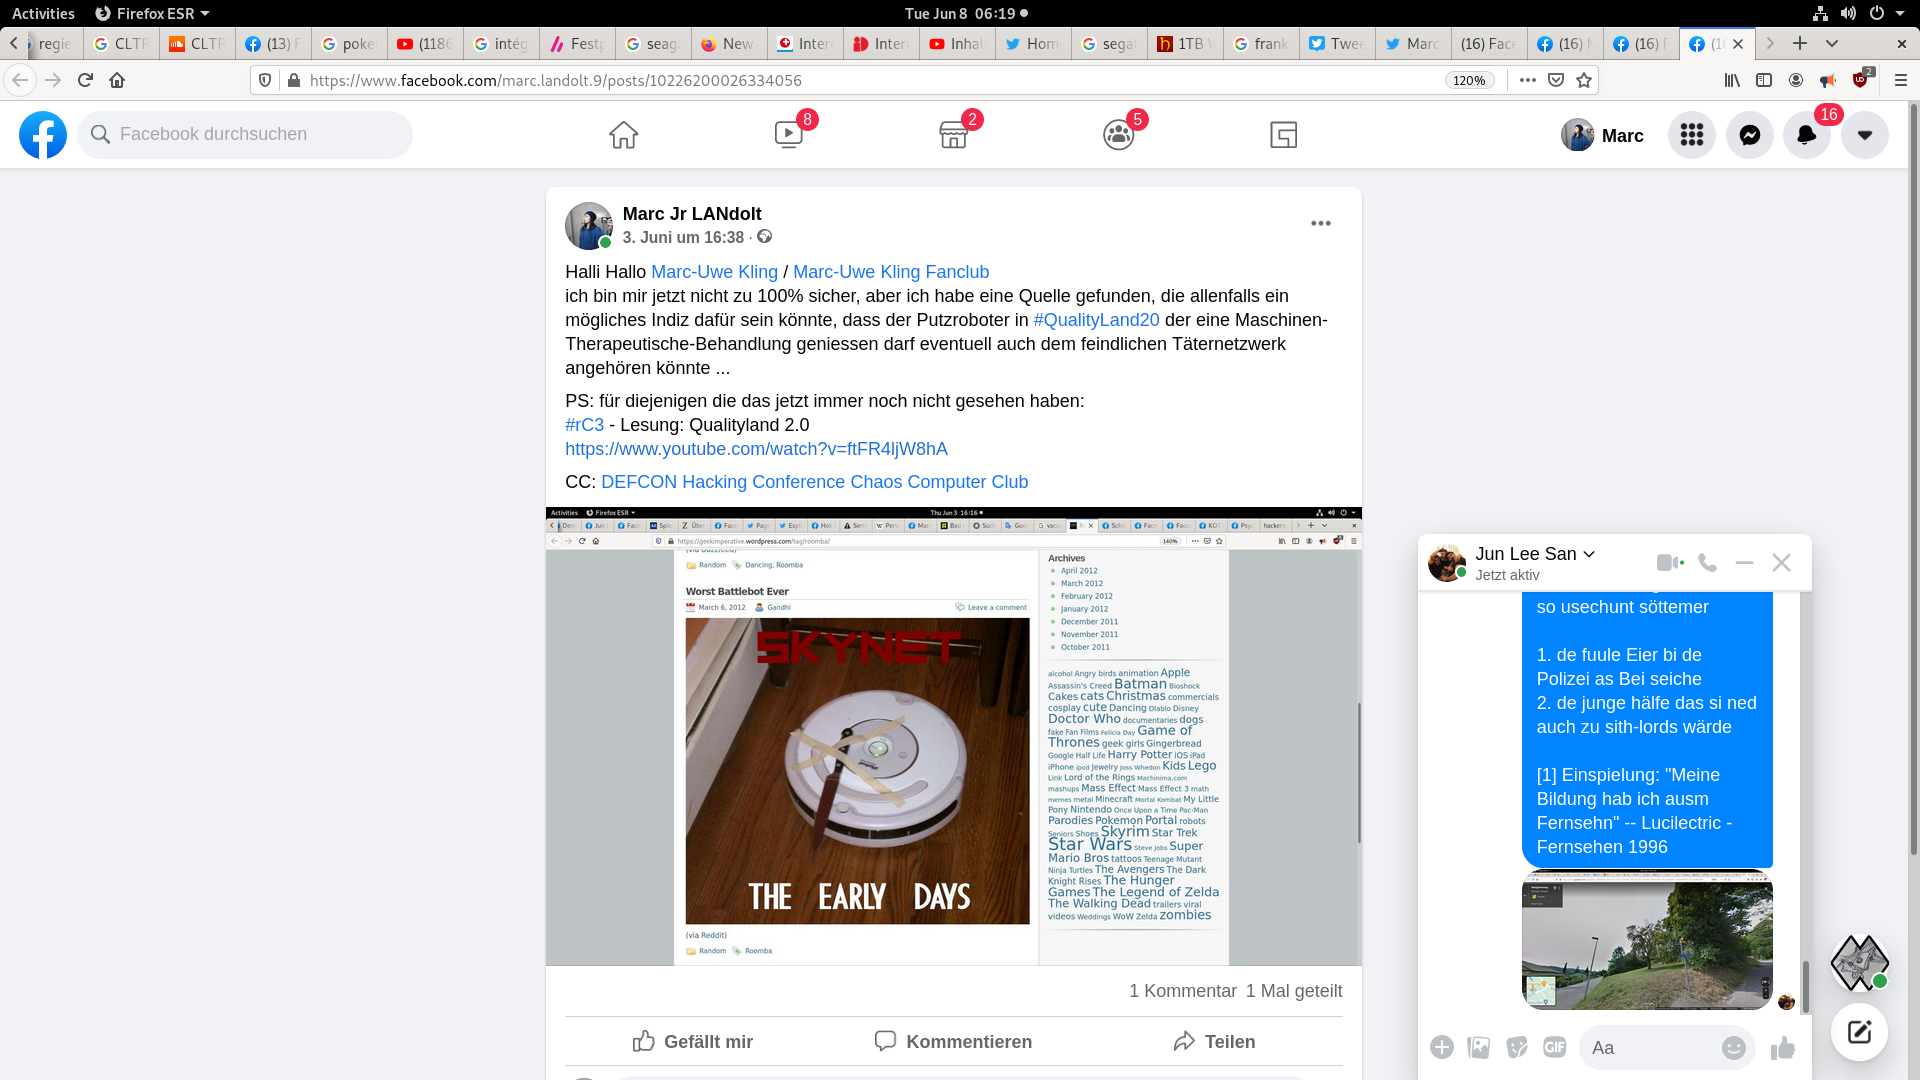 Activities Firefox ESR Tue Jun 8 06:19
regie CLTR CLTR (13) F poke (1186 intég Festp seaga New Inter Inter Inhal Hom segat 1TB frank Twee Marc (16) Face (16) (16) F
https://www.facebook.com/marc.landolt.9/posts/10226200026334056 120% 2
Facebook durchsuchen 8 2 5 Marc 16
Marc Jr LANdolt
3. Juni um 16:38 ·
Halli Hallo Marc-Uwe Kling / Marc-Uwe Kling Fanclub
ich bin mir jetzt nicht zu 100% sicher, aber ich habe eine Quelle gefunden, die allenfalls ein
mögliches Indiz dafür sein könnte, dass der Putzroboter in #QualityLand20 der eine Maschinen-
Therapeutische-Behandlung geniessen darf eventuell auch dem feindlichen Täternetzwerk
angehören könnte ...
PS: für diejenigen die das jetzt immer noch nicht gesehen haben:
#rC3 - Lesung: Qualityland 2.0
https://www.youtube.com/watch?v=ftFR4ljW8hA
CC: DEFCON Hacking Conference Chaos Computer Club
Activities Firefox ESR Thu Jun 3 16:16
https://geekimperative.wordpress.com/tag/roomba/ 140%
Random Dancing, Roomba
Worst Battlebot Ever
March 6, 2012 Gandhi Leave a comment
SKYNET
THE EARLY DAYS
(via Reddit)
Random Roomba
Archives
April 2012
March 2012
February 2012
January 2012
December 2011
November 2011
October 2011
alcohol Angry birds animation Apple
Assassin's Creed Batman Bioshock
Cakes cats Christmas commercials
cosplay cute Dancing Diablo Disney
Doctor Who documentaries dogs
fake Fan Films Felicia Day Game of
Thrones geek girls Gingerbread
Google Half Life Harry Potter iOS iPad
iPhone ipod Jewelry Joss Whedon Kids Lego
Link Lord of the Rings Machinima.com
mashups Mass Effect Mass Effect 3 math
memes metal Minecraft Mortal Kombat My Little
Pony Nintendo Once Upon a Time Pac-Man
Parodies Pokemon Portal robots
Seniors Shoes Skyrim Star Trek
Star Wars Steve Jobs Super
Mario Bros tattoos Teenage Mutant
Ninja Turtles The Avengers The Dark
Knight Rises The Hunger
Games The Legend of Zelda
The Walking Dead trailers viral
videos Weddings WoW Zelda zombies
1 Kommentar 1 Mal geteilt
Gefällt mir Kommentieren Teilen
Jun Lee San
Jetzt aktiv
so usechunt söttemer
1. de fuule Eier bi de
Polizei as Bei seiche
2. de junge hälfe das si ned
auch zu sith-lords wärde
[1] Einspielung: "Meine
Bildung hab ich ausm
Fernsehn" -- Lucilectric -
Fernsehen 1996
GIF Aa